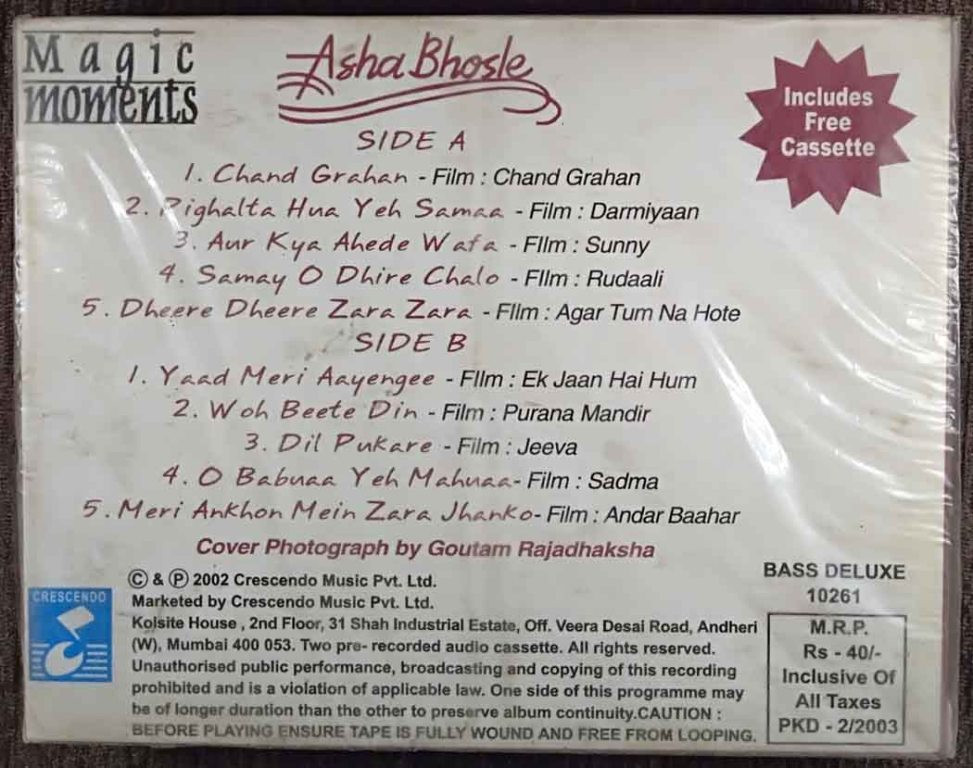 Magic
moments
Asha Bhosle
Includes
Free
Cassette
SIDE A
1. Chand Grahan - Film : Chand Grahan
2. Pighalta Hua Yeh Samaa - Film : Darmiyaan
3. Aur Kya Ahede Wafa - FIlm : Sunny
4. Samay O Dhire Chalo - FIlm : Rudaali
5. Dheere Dheere Zara Zara - FIlm : Agar Tum Na Hote
SIDE B
1. Yaad Meri Aayengee - FIlm : Ek Jaan Hai Hum
2. Woh Beete Din - Film : Purana Mandir
3. Dil Pukare - Film : Jeeva
4. O Babuaa Yeh Mahuaa- Film : Sadma
5. Meri Ankhon Mein Zara Jhanko- Film : Andar Baahar
Cover Photograph by Goutam Rajadhaksha
CRESCENDO
© & ℗ 2002 Crescendo Music Pvt. Ltd.
Marketed by Crescendo Music Pvt. Ltd.
Kolsite House , 2nd Floor, 31 Shah Industrial Estate, Off. Veera Desai Road, Andheri
(W), Mumbai 400 053. Two pre- recorded audio cassette. All rights reserved.
Unauthorised public performance, broadcasting and copying of this recording
prohibited and is a violation of applicable law. One side of this programme may
be of longer duration than the other to preserve album continuity.CAUTION :
BEFORE PLAYING ENSURE TAPE IS FULLY WOUND AND FREE FROM LOOPING.
BASS DELUXE
10261
M.R.P.
Rs - 40/-
Inclusive Of
All Taxes
PKD - 2/2003